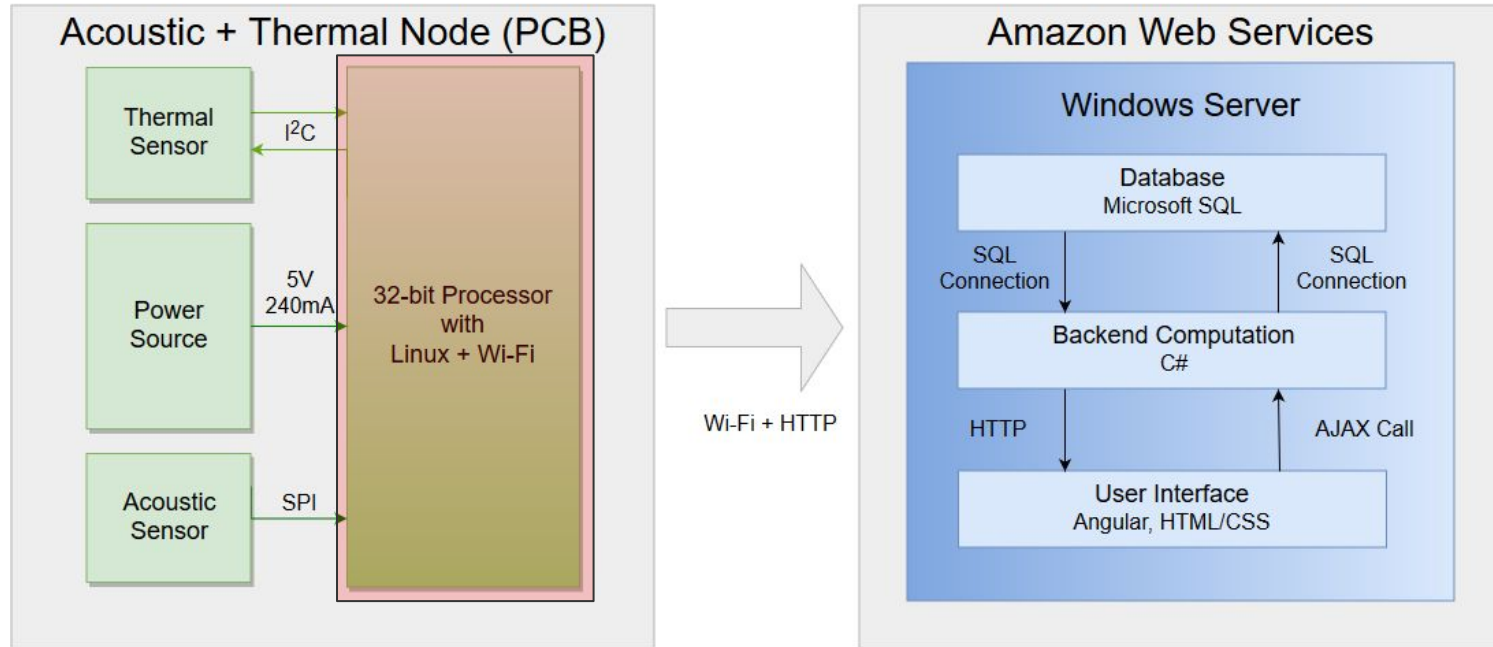 Acoustic + Thermal Node (PCB)
Thermal
Sensor
I²C
Power
Source
5V
240mA
32-bit Processor
with
Linux + Wi-Fi
Acoustic
Sensor
SPI
Wi-Fi + HTTP
Amazon Web Services
Windows Server
Database
Microsoft SQL
SQL
Connection
SQL
Connection
Backend Computation
C#
HTTP
AJAX Call
User Interface
Angular, HTML/CSS